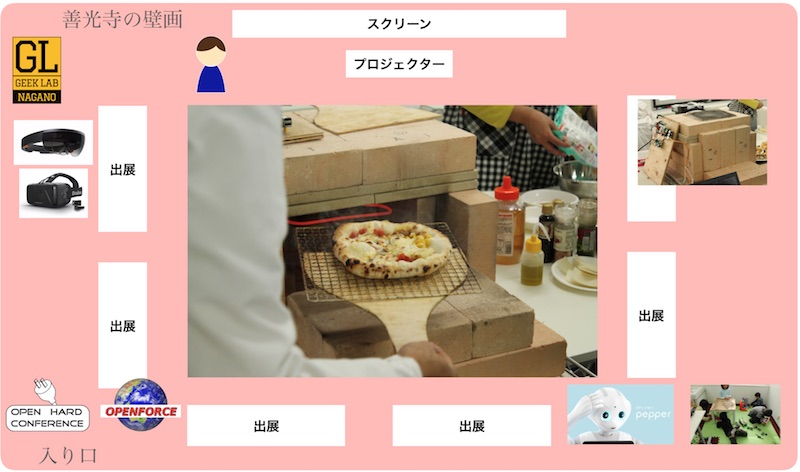 善光寺の壁画
スクリーン
プロジェクター
GL
GEEK LAB
NAGANO
出展
出展
出展
OPEN HARD
CONFERENCE
OPENFORCE
出展
出展
pepper
入り口